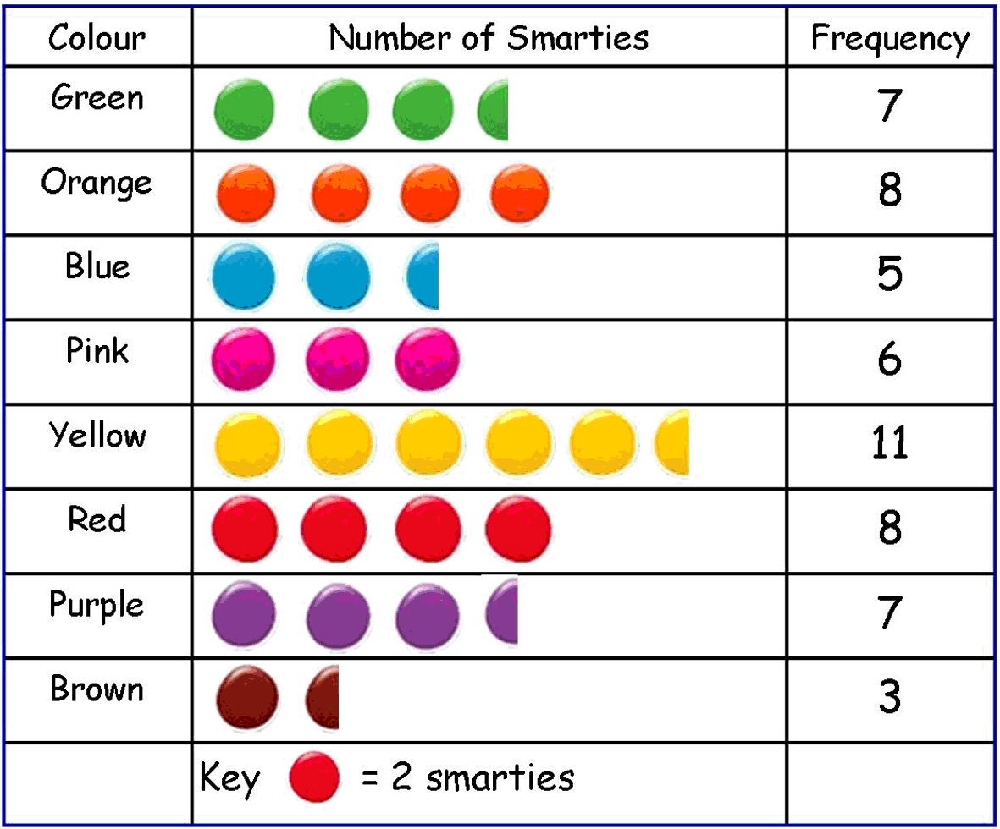 Colour Number of Smarties Frequency
Green 7
Orange 8
Blue 5
Pink 6
Yellow 11
Red 8
Purple 7
Brown 3
Key = 2 smarties